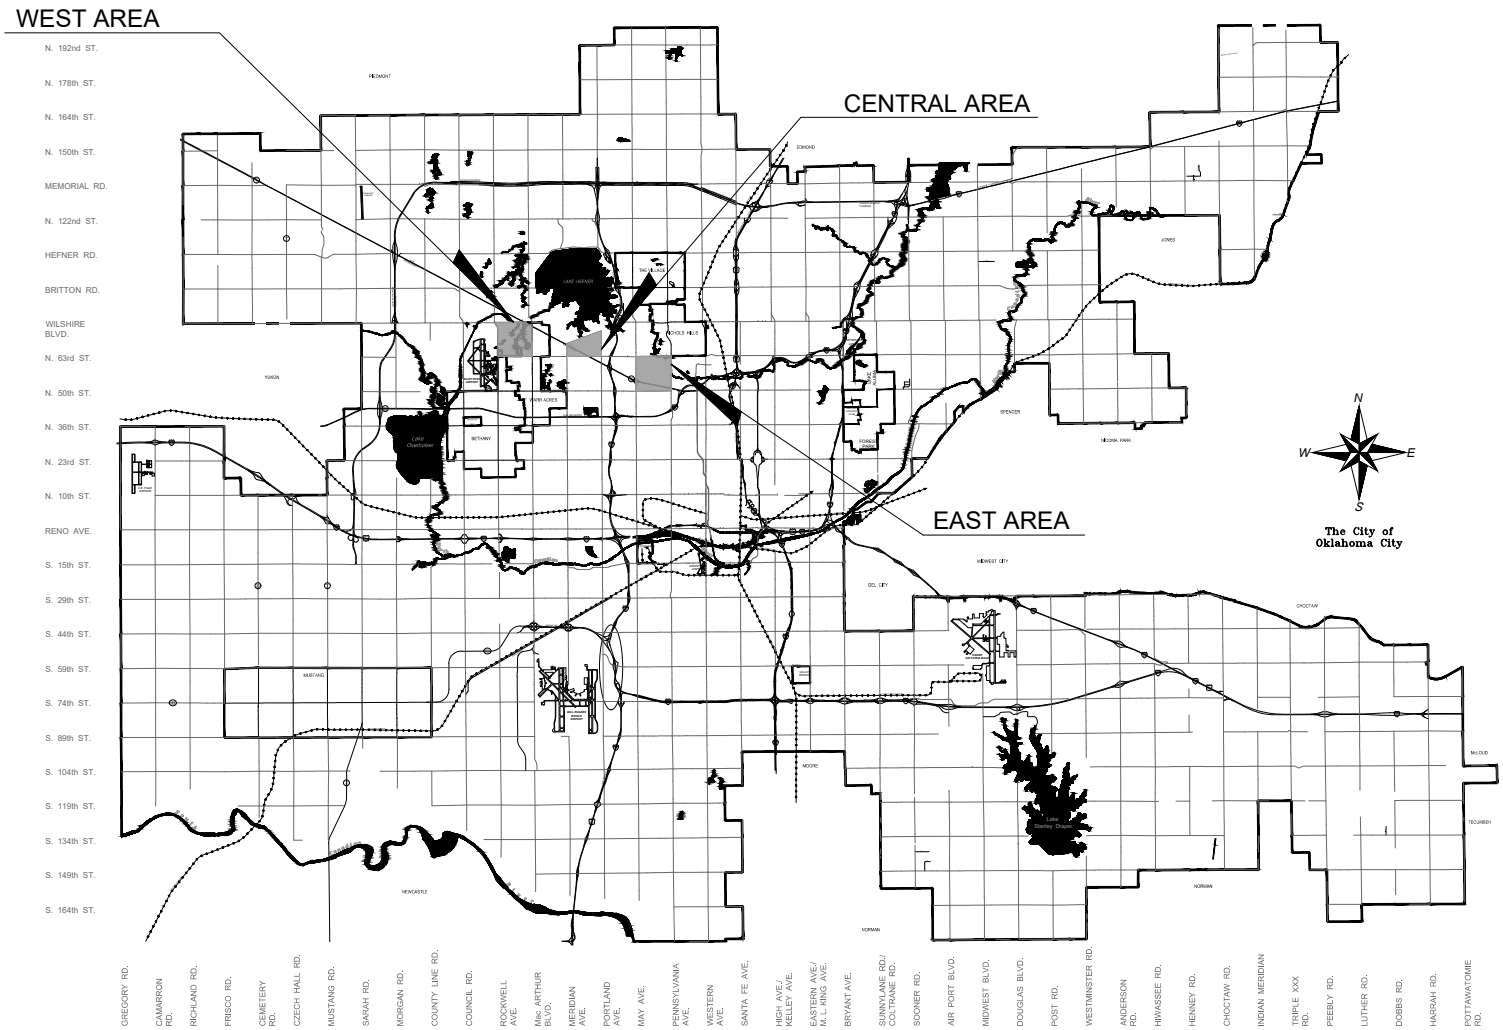 WEST AREA
CENTRAL AREA
EAST AREA
N. 192nd ST.
N. 178th ST.
N. 164th ST.
N. 150th ST.
MEMORIAL RD.
N. 122nd ST.
HEFNER RD.
BRITTON RD.
WILSHIRE
BLVD.
N. 63rd ST.
N. 50th ST.
N. 36th ST.
N. 23rd ST.
N. 10th ST.
RENO AVE.
S. 15th ST.
S. 29th ST.
S. 44th ST.
S. 59th ST.
S. 74th ST.
S. 89th ST.
S. 104th ST.
S. 119th ST.
S. 134th ST.
S. 149th ST.
S. 164th ST.
PIEDMONT
EDMOND
JONES
THE VILLAGE
LAKE HEFNER
NICHOLS HILLS
YUKON
WARR ACRES
BETHANY
Lake
Overholser
LAKE
ALUMA
FOREST
PARK
SPENCER
NICOMA PARK
MIDWEST CITY
DEL CITY
CHOCTAW
MUSTANG
WILL ROGERS
WORLD
AIRPORT
MOORE
Lake
Stanley Draper
NEWCASTLE
NORMAN
NORMAN
McLOUD
TECUMSEH
N
W
E
S
The City of
Oklahoma City
GREGORY RD.
CAMARRON
RD.
RICHLAND RD.
FRISCO RD.
CEMETERY
RD.
CZECH HALL RD.
MUSTANG RD.
SARAH RD.
MORGAN RD.
COUNTY LINE RD.
COUNCIL RD.
ROCKWELL
AVE.
Mac ARTHUR
BLVD.
MERIDIAN
AVE.
PORTLAND
AVE.
MAY AVE.
PENNSYLVANIA
AVE.
WESTERN
AVE.
SANTA FE AVE.
HIGH AVE./
KELLEY AVE.
EASTERN AVE./
M. L. KING AVE.
BRYANT AVE.
SUNNYLANE RD./
COLTRANE RD.
SOONER RD.
AIR PORT BLVD.
MIDWEST BLVD.
DOUGLAS BLVD.
POST RD.
WESTMINSTER RD.
ANDERSON
RD.
HIWASSEE RD.
HENNEY RD.
CHOCTAW RD.
INDIAN MERIDIAN
TRIPLE XXX
RD.
PEEBLY RD.
LUTHER RD.
DOBBS RD.
HARRAH RD.
POTTAWATOMIE
RD.